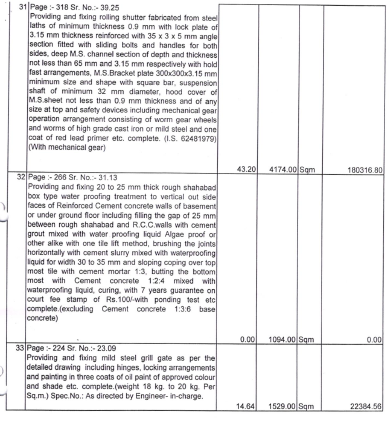 31 Page :- 318 Sr. No.:- 39.25
Providing and fixing rolling shutter fabricated from steel
laths of minimum thickness 0.9 mm with lock plate of
3.15 mm thickness reinforced with 35 x 3 x 5 mm angle
section fitted with sliding bolts and handles for both
sides, deep M.S. channel section of depth and thickness
not less than 65 mm and 3.15 mm respectively with hold
fast arrangements, M.S.Bracket plate 300x300x3.15 mm
minimum size and shape with square bar, suspension
shaft of minimum 32 mm diameter, hood cover of
M.S.sheet not less than 0.9 mm thickness and of any
size at top and safety devices including mechanical gear
operation arrangement consisting of worm gear wheels
and worms of high grade cast iron or mild steel and one
coat of red lead primer etc. complete. (I.S. 62481979)
(With mechanical gear)
43.20 4174.00 Sqm 180316.80
32 Page :- 266 Sr. No.:- 31.13
Providing and fixing 20 to 25 mm thick rough shahabad
box type water proofing treatment to vertical out side
faces of Reinforced Cement concrete walls of basement
or under ground floor including filling the gap of 25 mm
between rough shahabad and R.C.C.walls with cement
grout mixed with water proofing liquid Algae proof or
other alike with one tile lift method, brushing the joints
horizontally with cement slurry mixed with waterproofing
liquid for width 30 to 35 mm and sloping coping over top
most tile with cement mortar 1:3, butting the bottom
most with Cement concrete 1:2:4 mixed with
waterproofing liquid, curing, with 7 years guarantee on
court fee stamp of Rs.100/-with ponding test etc
complete.(excluding Cement concrete 1:3:6 base
concrete)
0.00 1094.00 Sqm 0.00
33 Page :- 224 Sr. No.:- 23.09
Providing and fixing mild steel grill gate as per the
detailed drawing including hinges, locking arrangements
and painting in three coats of oil paint of approved colour
and shade etc. complete.(weight 18 kg. to 20 kg. Per
Sq.m.) Spec.No.: As directed by Engineer- in-charge.
14.64 1529.00 Sqm 22384.56